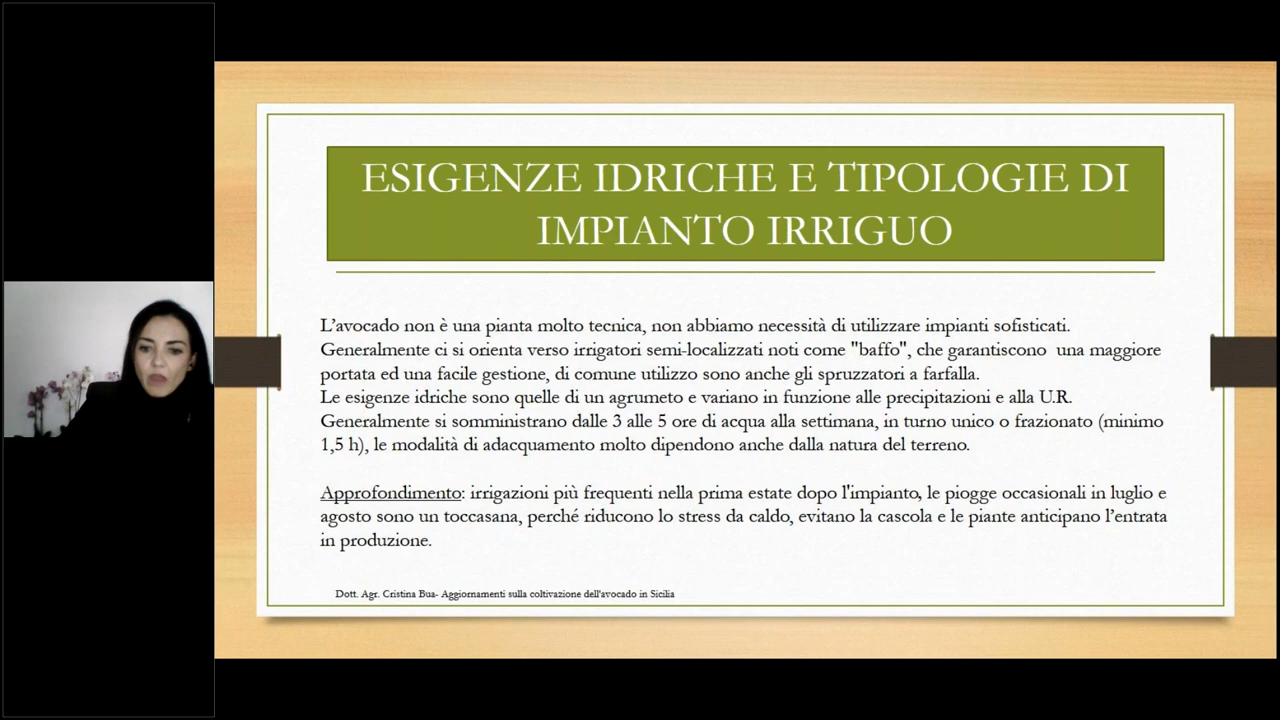 ESIGENZE IDRICHE E TIPOLOGIE DI
IMPIANTO IRRIGUO
L'avocado non è una pianta molto tecnica, non abbiamo necessità di utilizzare impianti sofisticati.
Generalmente ci si orienta verso irrigatori semi-localizzati noti come "baffo", che garantiscono una maggiore
portata ed una facile gestione, di comune utilizzo sono anche gli spruzzatori a farfalla.
Le esigenze idriche sono quelle di un agrumeto e variano in funzione alle precipitazioni e alla U.R.
Generalmente si somministrano dalle 3 alle 5 ore di acqua alla settimana, in turno unico o frazionato (minimo
1,5 h), le modalità di adacquamento molto dipendono anche dalla natura del terreno.
Approfondimento: irrigazioni più frequenti nella prima estate dopo l'impianto, le piogge occasionali in luglio e
agosto sono un toccasana, perché riducono lo stress da caldo, evitano la cascola e le piante anticipano l'entrata
in produzione.
Dott. Agr. Cristina Bua- Aggiornamenti sulla coltivazione dell'avocado in Sicilia